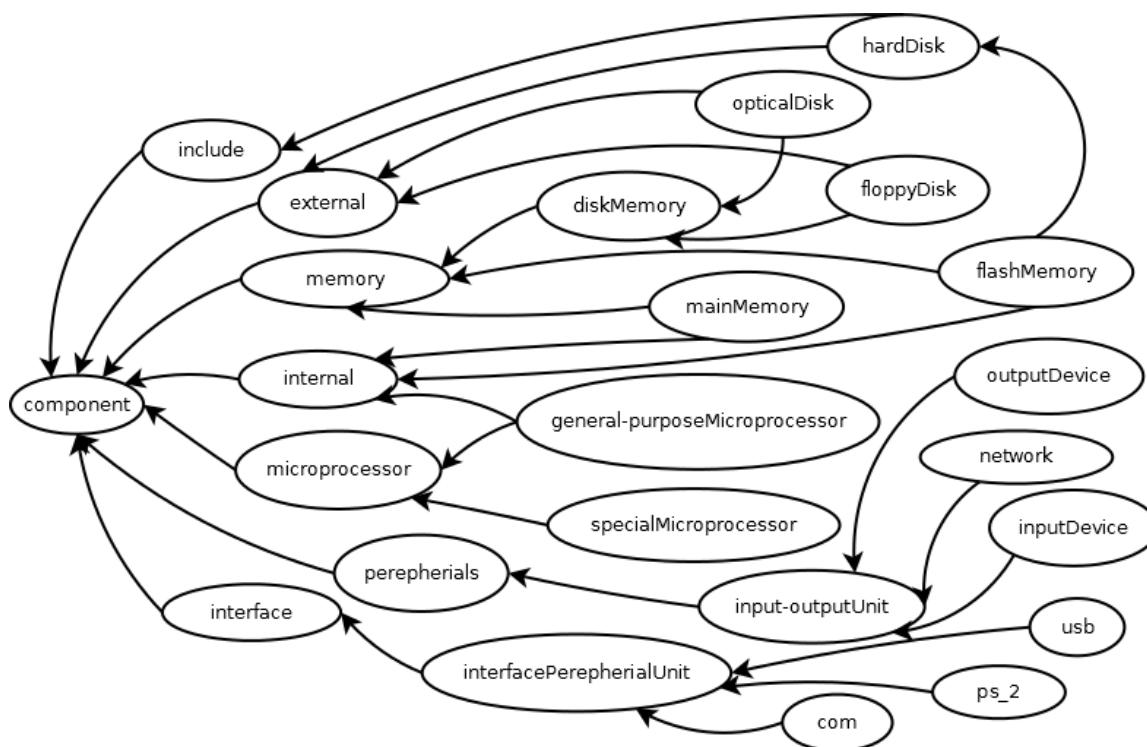 hardDisk
opticalDisk
include
floppyDisk
external
diskMemory
memory
flashMemory
mainMemory
internal
outputDevice
component
general-purposeMicroprocessor
network
microprocessor
specialMicroprocessor
inputDevice
perepherials
input-outputUnit
interface
usb
interfacePerepherialUnit
ps_2
com